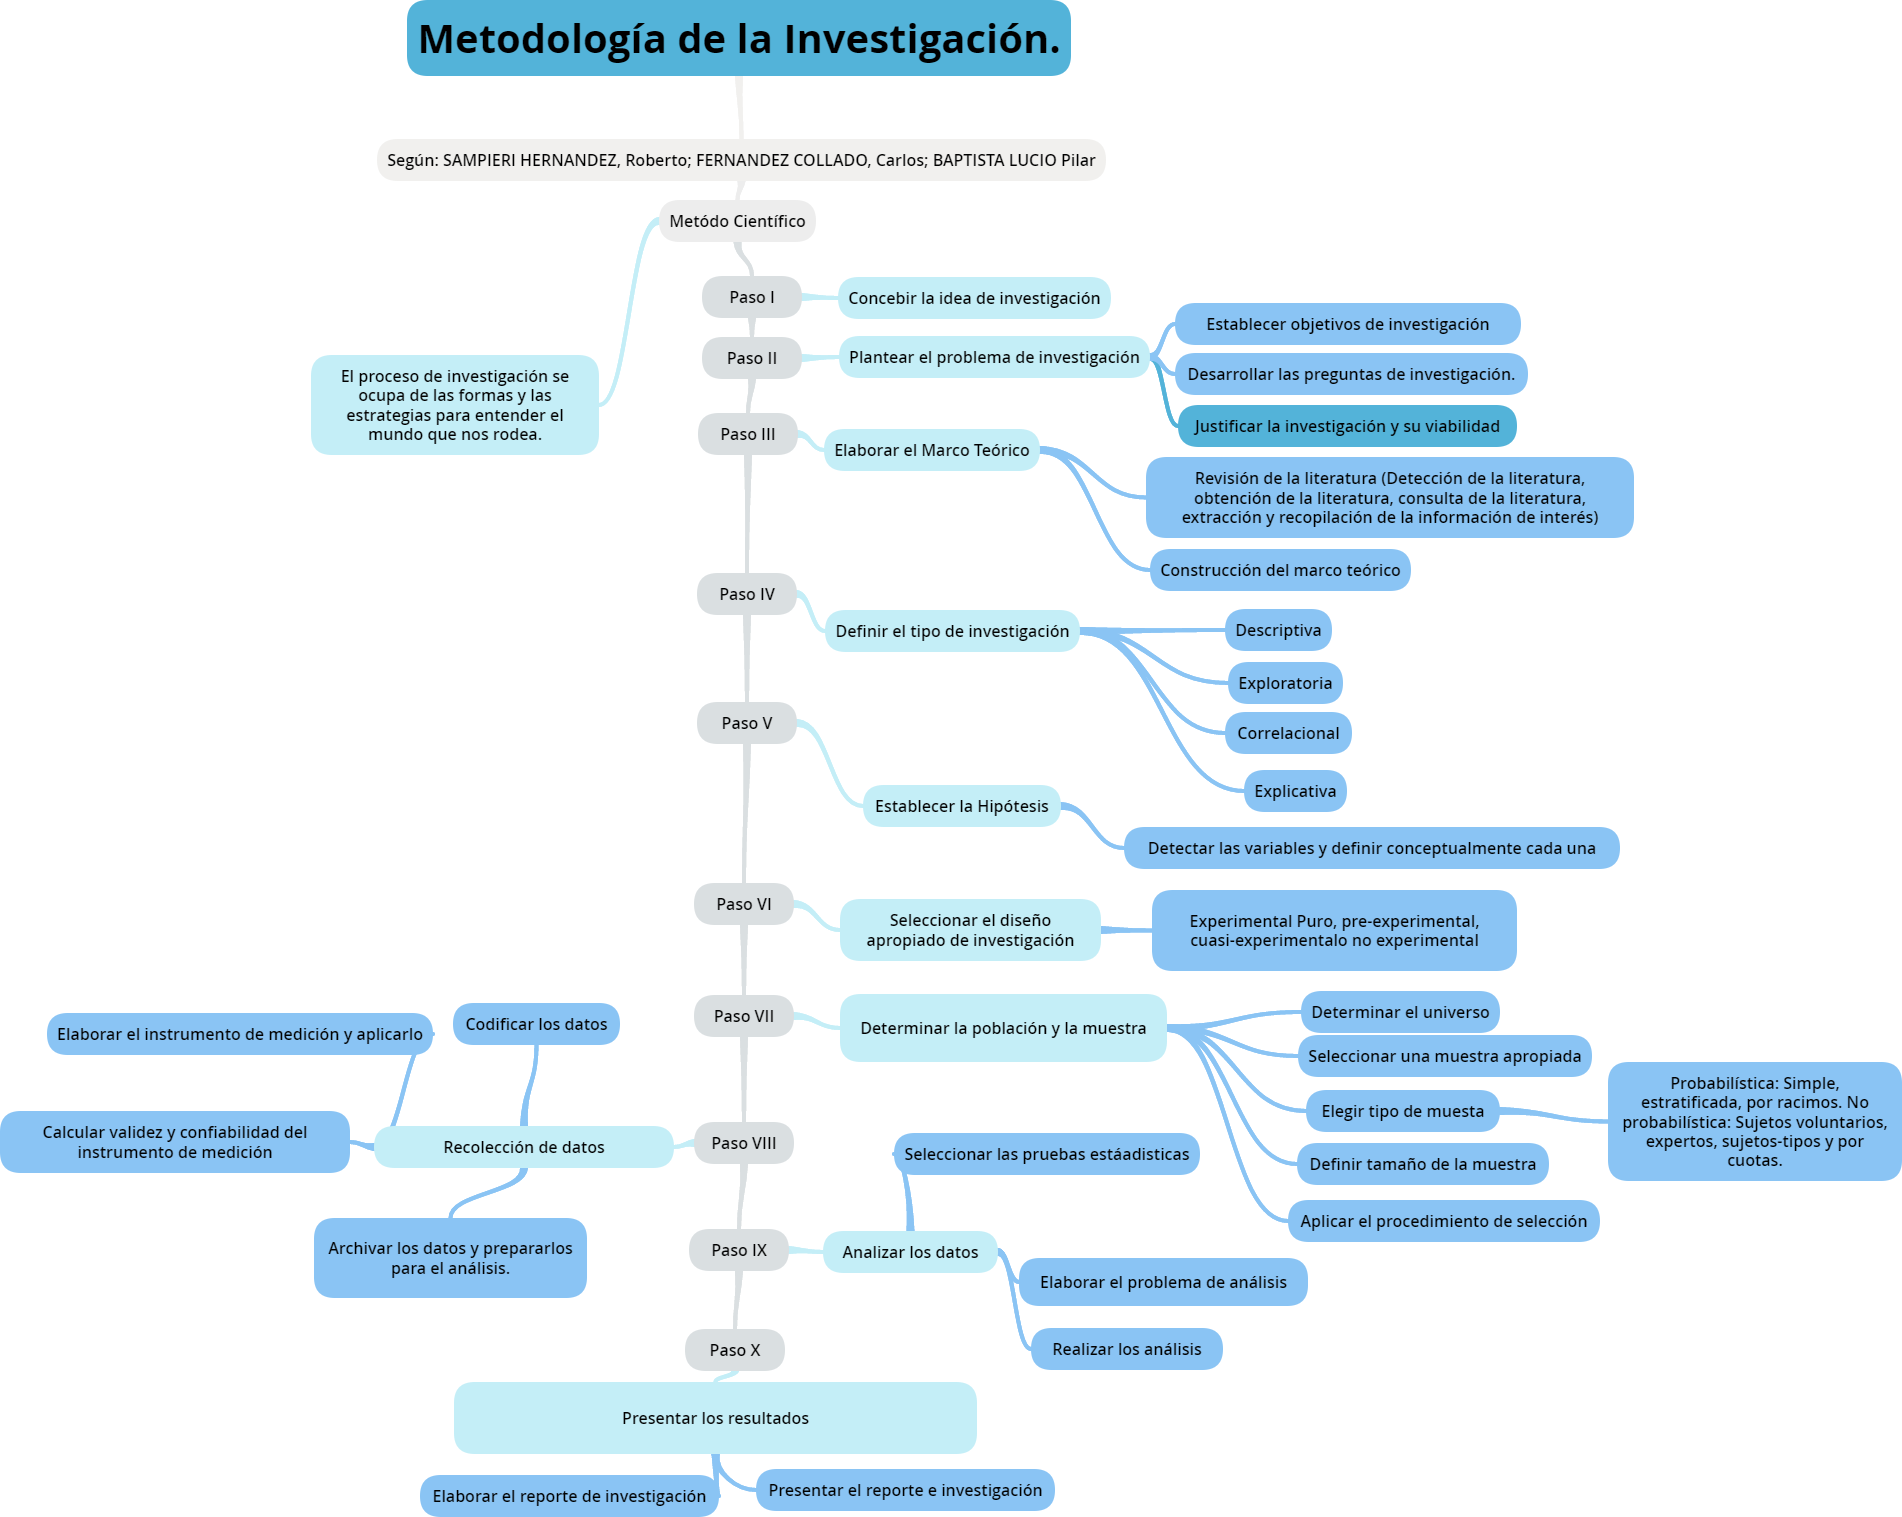 Metodología de la Investigación.
Según: SAMPIERI HERNANDEZ, Roberto; FERNANDEZ COLLADO, Carlos; BAPTISTA LUCIO Pilar
Metódo Científico
El proceso de investigación se
ocupa de las formas y las
estrategias para entender el
mundo que nos rodea.
Paso I
Concebir la idea de investigación
Paso II
Plantear el problema de investigación
Establecer objetivos de investigación
Desarrollar las preguntas de investigación.
Justificar la investigación y su viabilidad
Paso III
Elaborar el Marco Teórico
Revisión de la literatura (Detección de la literatura,
obtención de la literatura, consulta de la literatura,
extracción y recopilación de la información de interés)
Construcción del marco teórico
Paso IV
Definir el tipo de investigación
Descriptiva
Exploratoria
Correlacional
Explicativa
Paso V
Establecer la Hipótesis
Detectar las variables y definir conceptualmente cada una
Paso VI
Seleccionar el diseño
apropiado de investigación
Experimental Puro, pre-experimental,
cuasi-experimentalo no experimental
Paso VII
Determinar la población y la muestra
Determinar el universo
Seleccionar una muestra apropiada
Elegir tipo de muesta
Probabilística: Simple,
estratificada, por racimos. No
probabilística: Sujetos voluntarios,
expertos, sujetos-tipos y por
cuotas.
Definir tamaño de la muestra
Aplicar el procedimiento de selección
Paso VIII
Recolección de datos
Elaborar el instrumento de medición y aplicarlo
Codificar los datos
Calcular validez y confiabilidad del
instrumento de medición
Archivar los datos y prepararlos
para el análisis.
Paso IX
Analizar los datos
Seleccionar las pruebas estáadisticas
Elaborar el problema de análisis
Realizar los análisis
Paso X
Presentar los resultados
Elaborar el reporte de investigación
Presentar el reporte e investigación